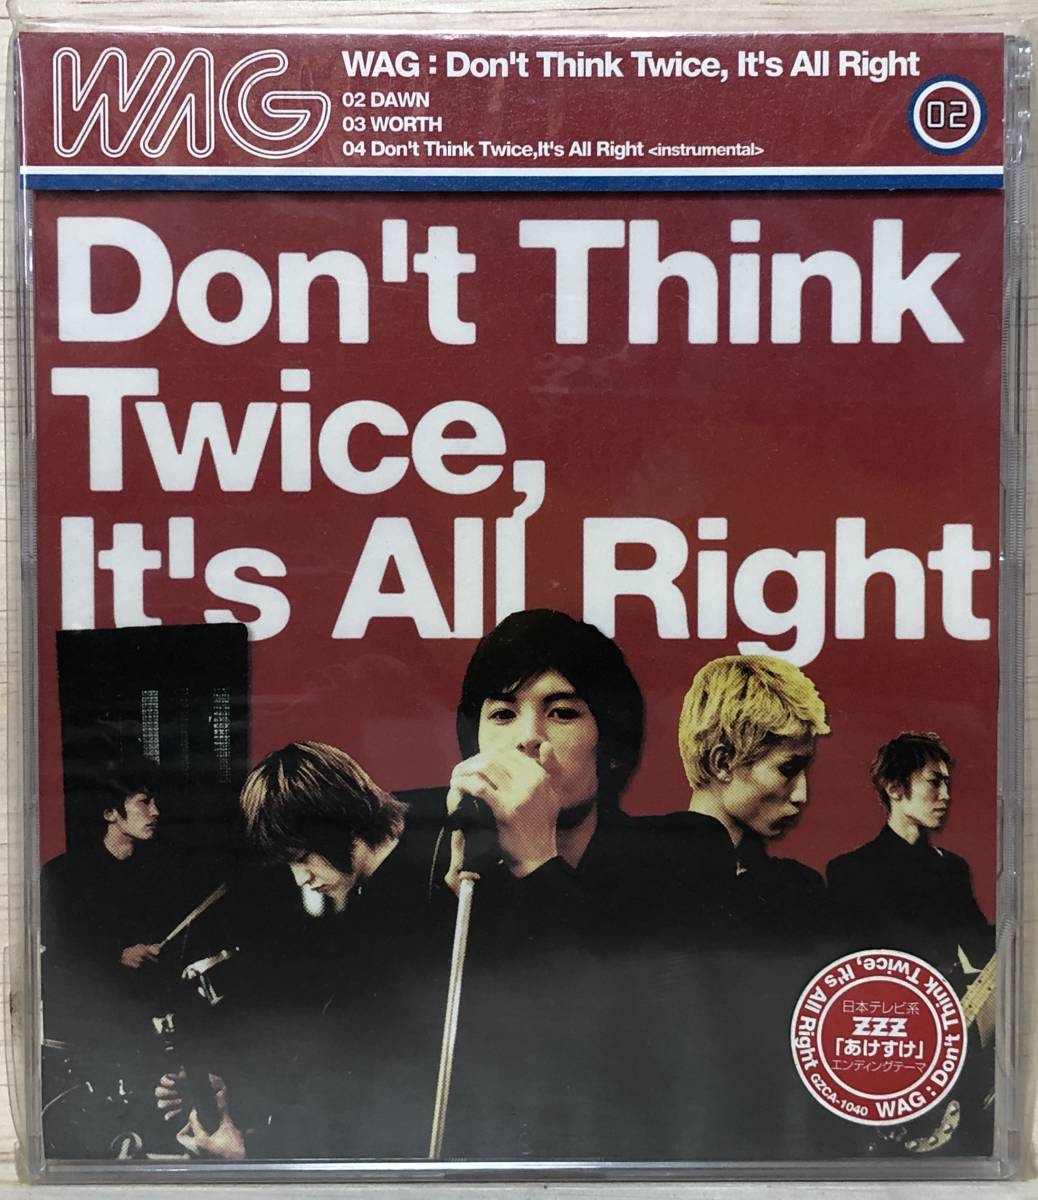 WAG
WAG : Don't Think Twice, It's All Right
02 DAWN
03 WORTH
04 Don't Think Twice,It's All Right <instrumental>
02
Don't Think
Twice,
It's All Right
日本テレビ系
ZZZ
「あけすけ」
エンディングテーマ
GZCA-1040 WAG : Don't Think Twice, It's All Right